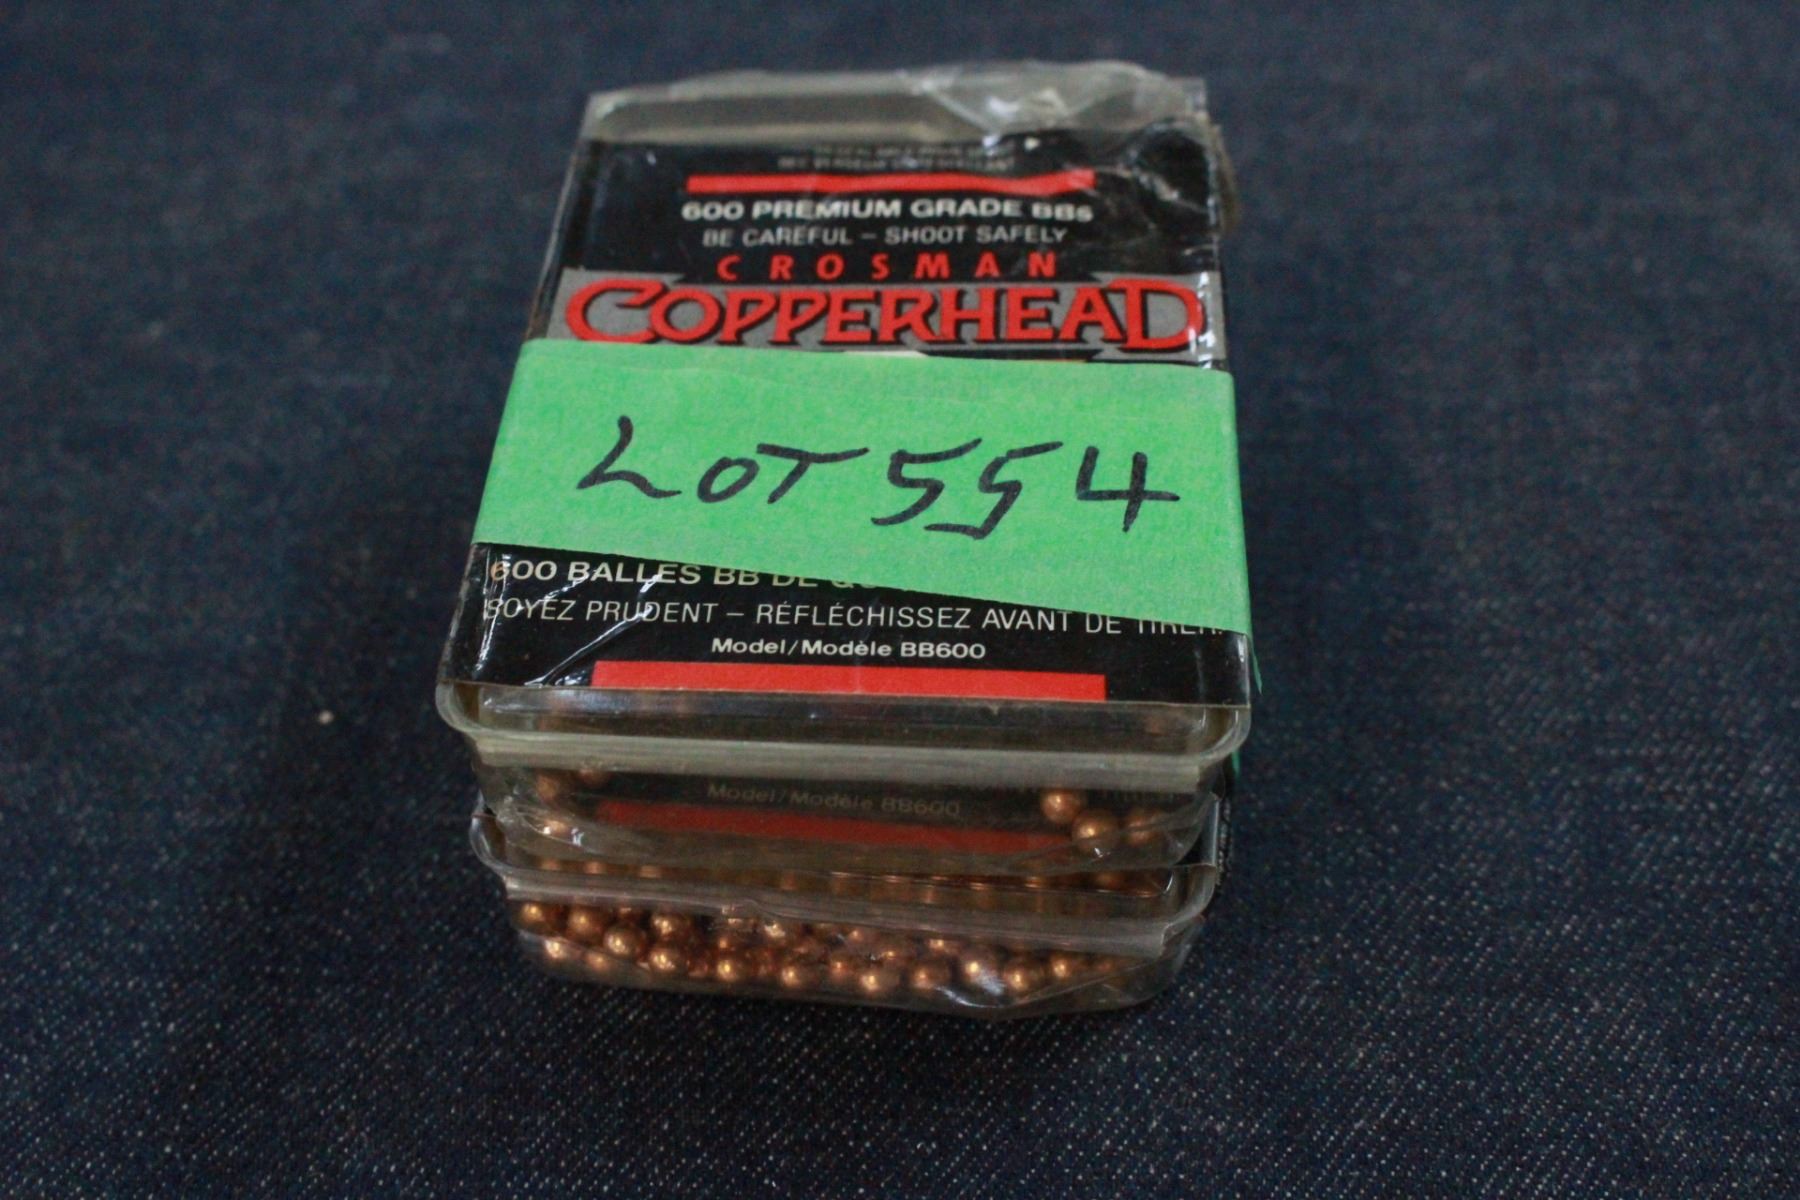 600 PREMIUM GRADE BBs
BE CAREFUL – SHOOT SAFELY
CROSMAN
COPPERHEAD
LOT 554
600 BALLES BB DE
SOYEZ PRUDENT – RÉFLÉCHISSEZ AVANT DE TIRER.
Model/Modèle BB600
Model/Modèle BB600